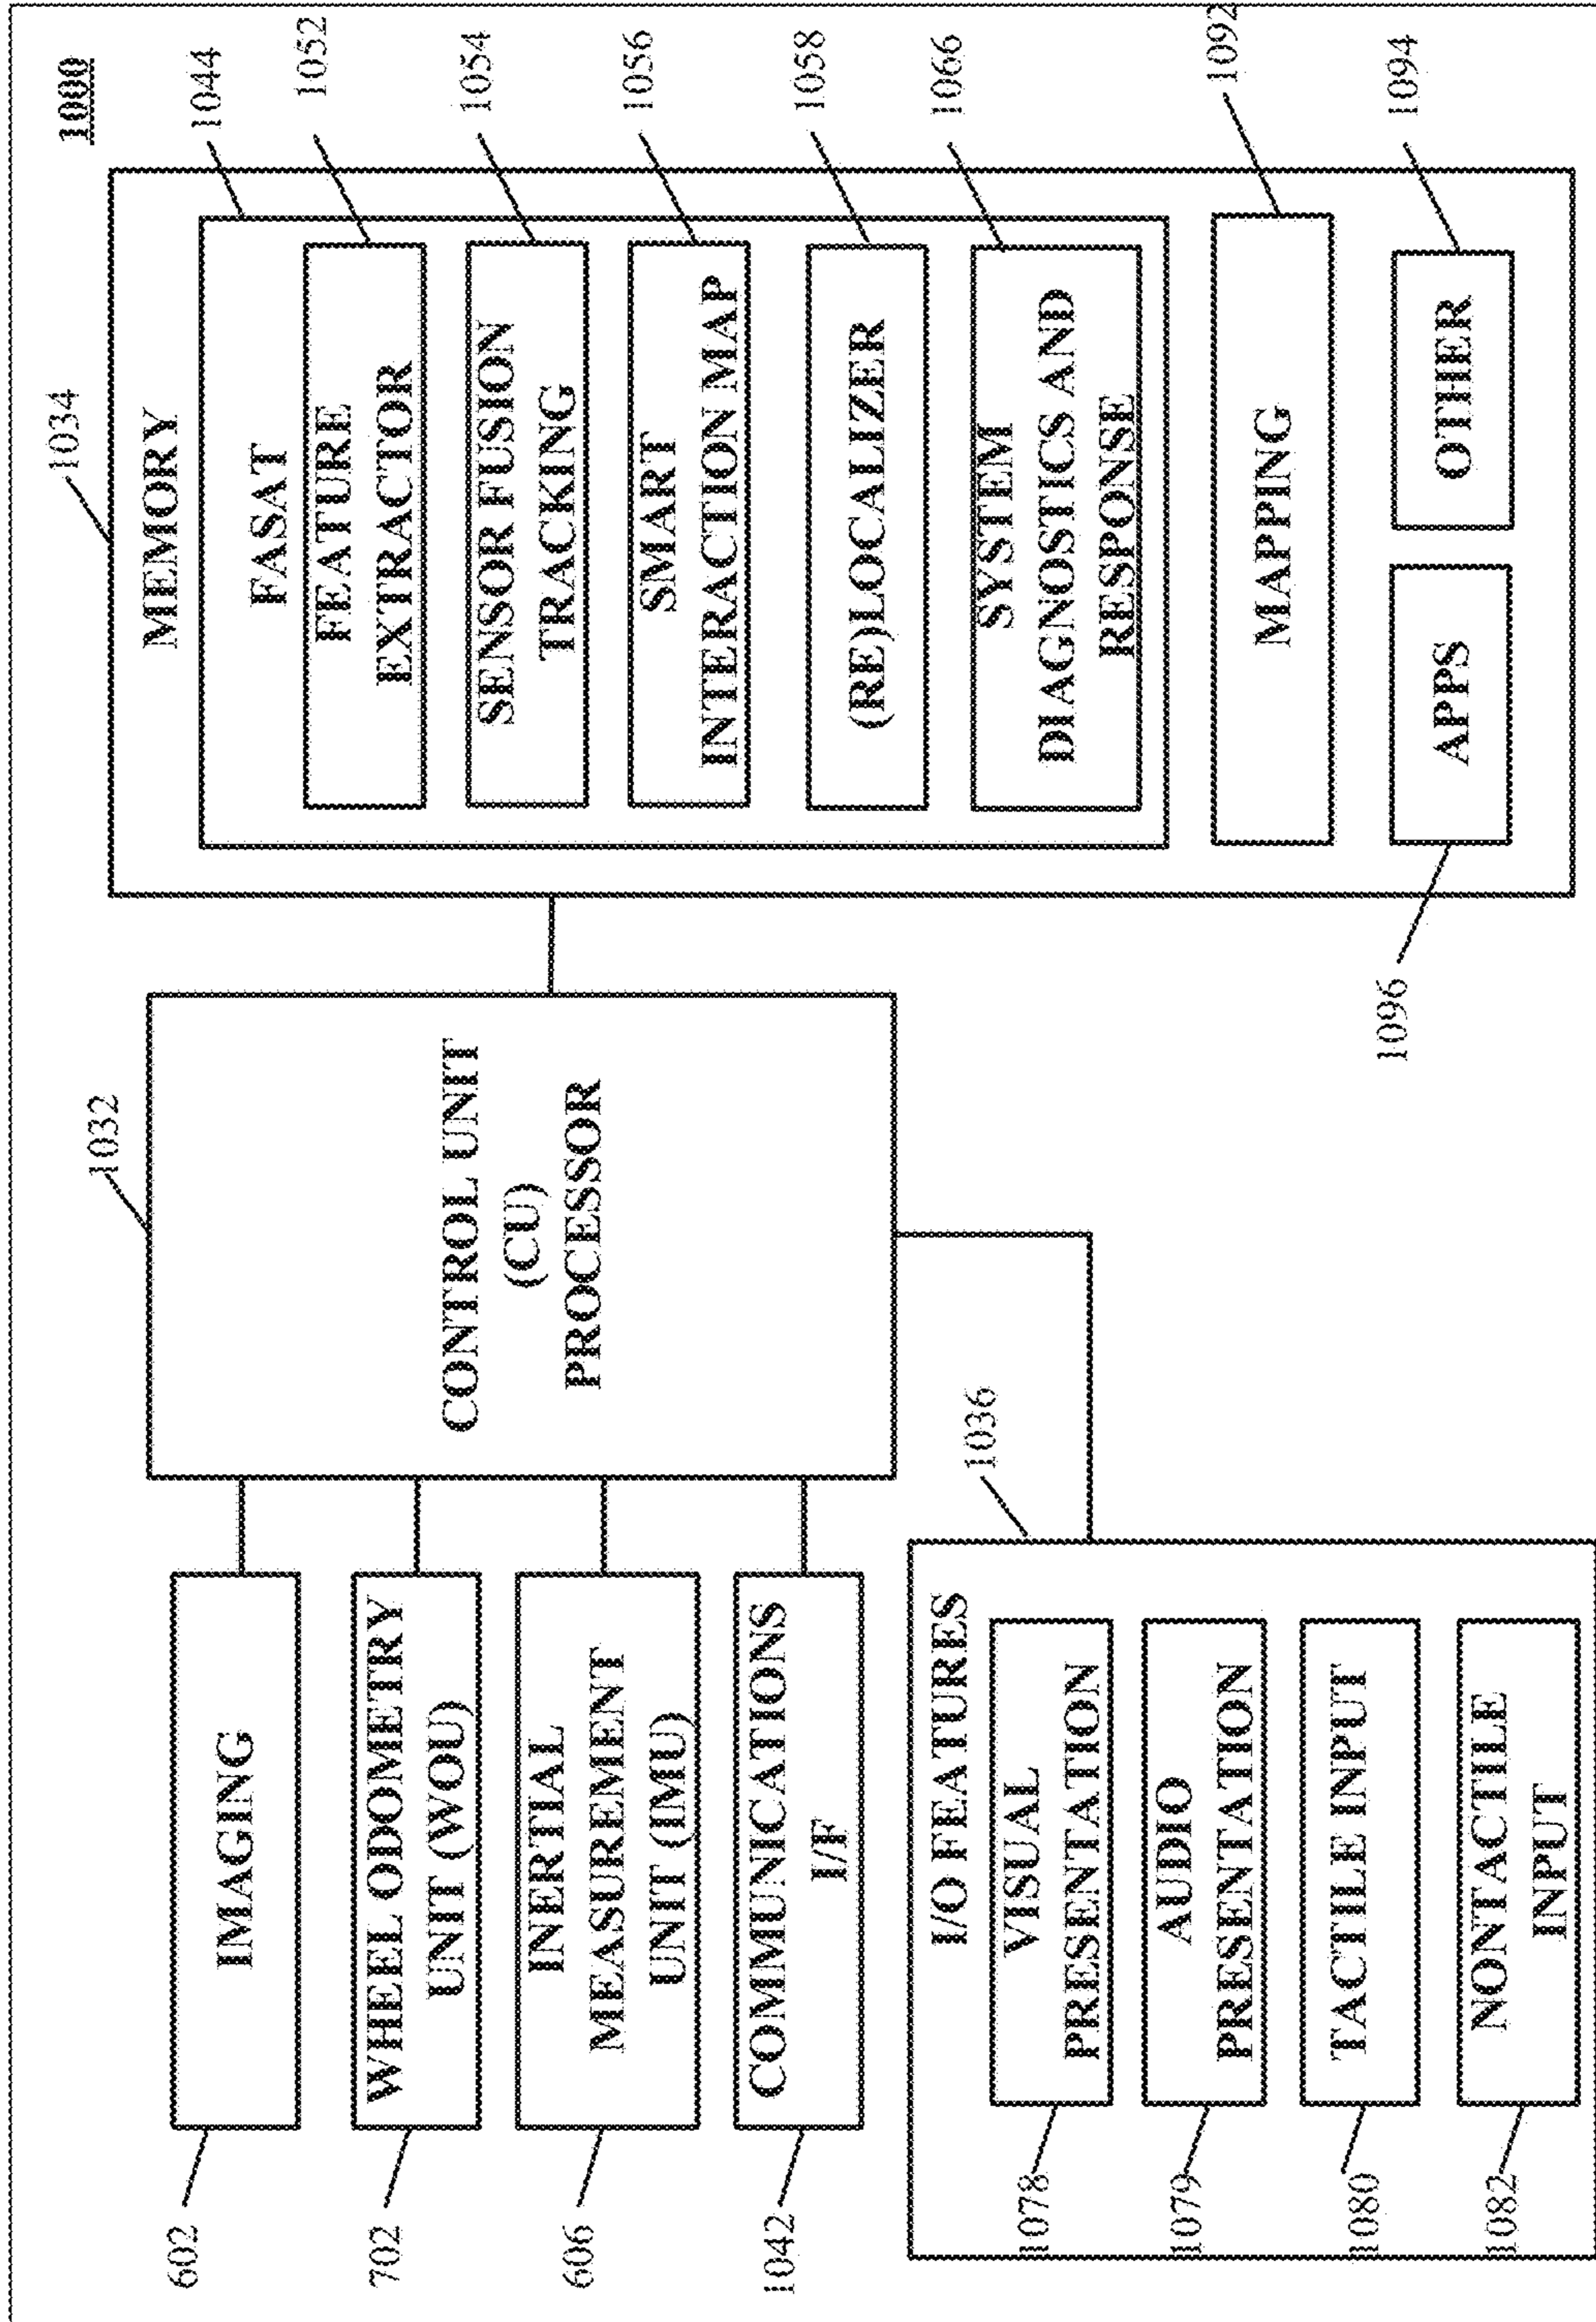 1000
602
IMAGING
702
WHEEL ODOMETRY
UNIT (WOU)
606
INERTIAL
MEASUREMENT
UNIT (IMU)
1042
COMMUNICATIONS
I/F
1036
I/O FEATURES
1078
VISUAL
PRESENTATION
1079
AUDIO
PRESENTATION
1080
TACTILE INPUT
1082
NONTACTILE
INPUT
1032
CONTROL UNIT
(CU)
PROCESSOR
1034
MEMORY
1044
FASAT
1052
FEATURE
EXTRACTOR
1054
SENSOR FUSION
TRACKING
1056
SMART
INTERACTION MAP
1058
(RE)LOCALIZER
1066
SYSTEM
DIAGNOSTICS AND
RESPONSE
1092
MAPPING
1096
APPS
1094
OTHER